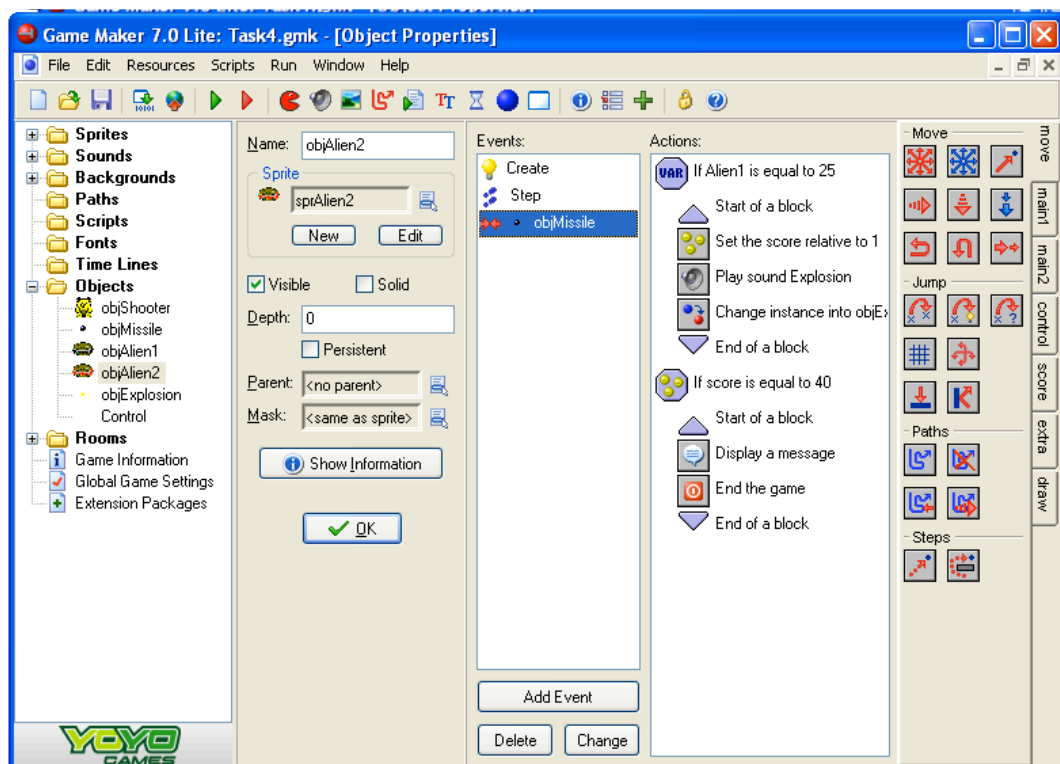 Game Maker 7.0 Lite: Task4.gmk - [Object Properties]
File Edit Resources Scripts Run Window Help
Sprites
Sounds
Backgrounds
Paths
Scripts
Fonts
Time Lines
Objects
objShooter
objMissile
objAlien1
objAlien2
objExplosion
Control
Rooms
Game Information
Global Game Settings
Extension Packages
YOYO
GAMES
Name: objAlien2
Sprite
sprAlien2
New Edit
Visible Solid
Depth: 0
Persistent
Parent: <no parent>
Mask: <same as sprite>
Show Information
OK
Events:
Create
Step
objMissile
Add Event
Delete Change
Actions:
VAR If Alien1 is equal to 25
Start of a block
Set the score relative to 1
Play sound Explosion
Change instance into objEx
End of a block
If score is equal to 40
Start of a block
Display a message
End the game
End of a block
Move
Jump
Paths
Steps
move
main1
main2
control
score
extra
draw